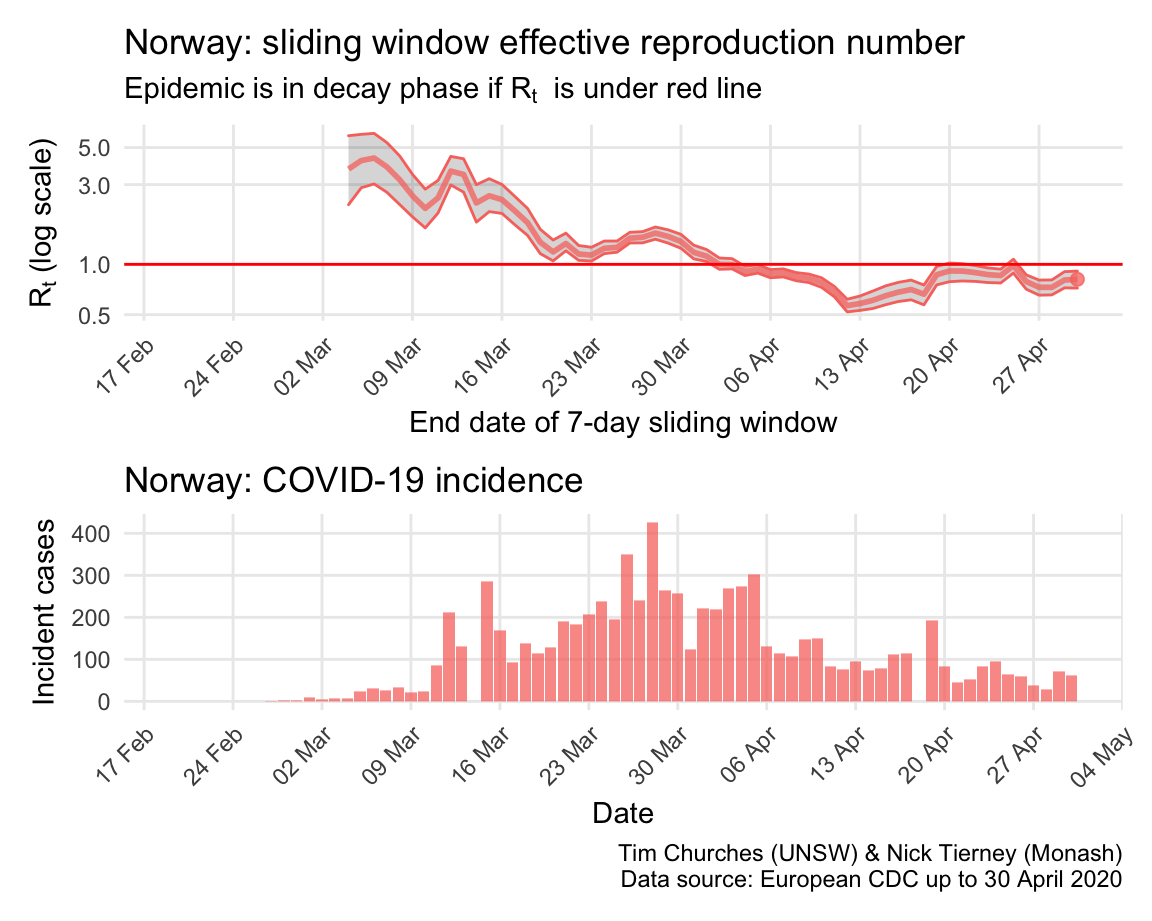 Norway: sliding window effective reproduction number
Epidemic is in decay phase if Rt is under red line
Rt (log scale)
5.0
3.0
1.0
0.5
17 Feb
24 Feb
02 Mar
09 Mar
16 Mar
23 Mar
30 Mar
06 Apr
13 Apr
20 Apr
27 Apr
End date of 7-day sliding window
Norway: COVID-19 incidence
Incident cases
400
300
200
100
0
17 Feb
24 Feb
02 Mar
09 Mar
16 Mar
23 Mar
30 Mar
06 Apr
13 Apr
20 Apr
27 Apr
04 May
Date
Tim Churches (UNSW) & Nick Tierney (Monash)
Data source: European CDC up to 30 April 2020